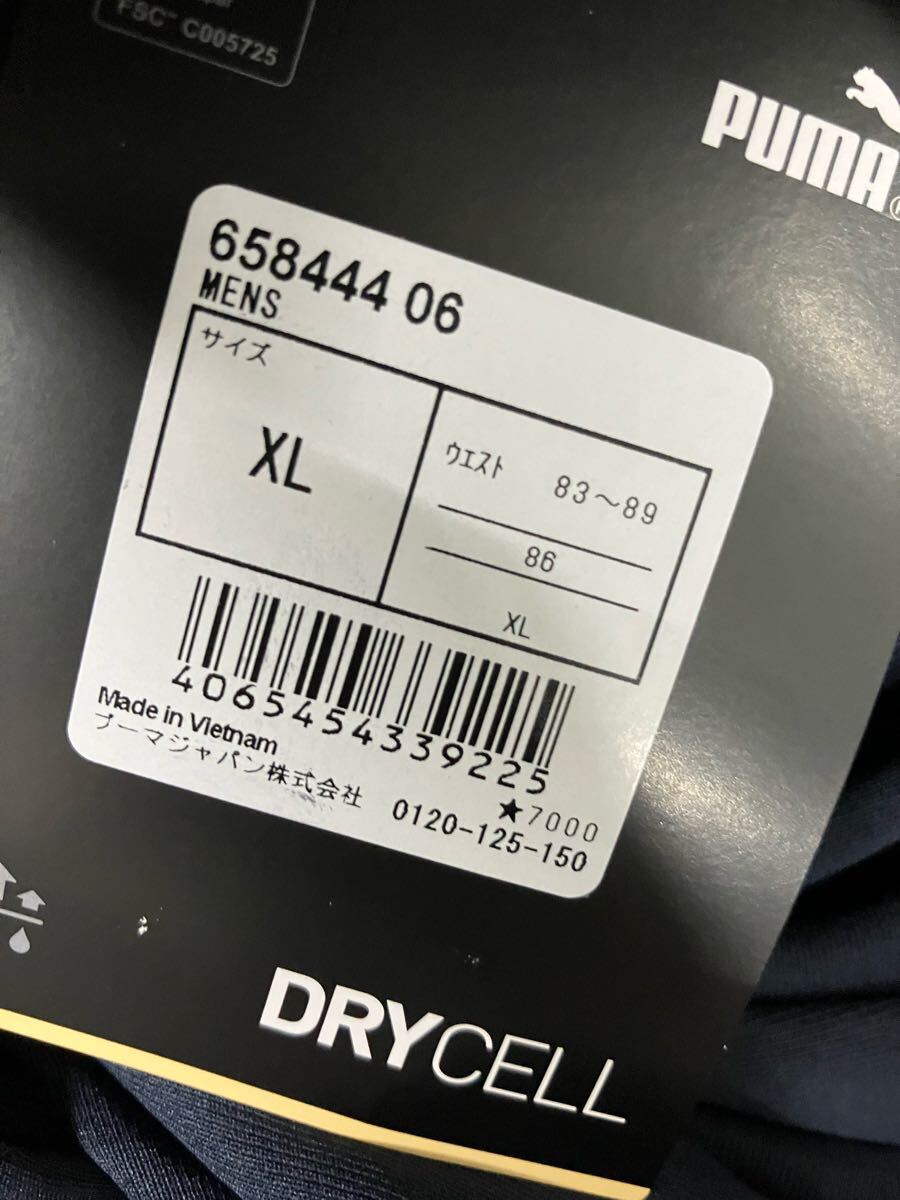 FSC™ C005725
PUMA
658444 06
MENS
サイズ
XL
ウエスト 83～89
86
XL
4065454339225
Made in Vietnam
プーマジャパン株式会社
★7000
0120-125-150
DRYCELL